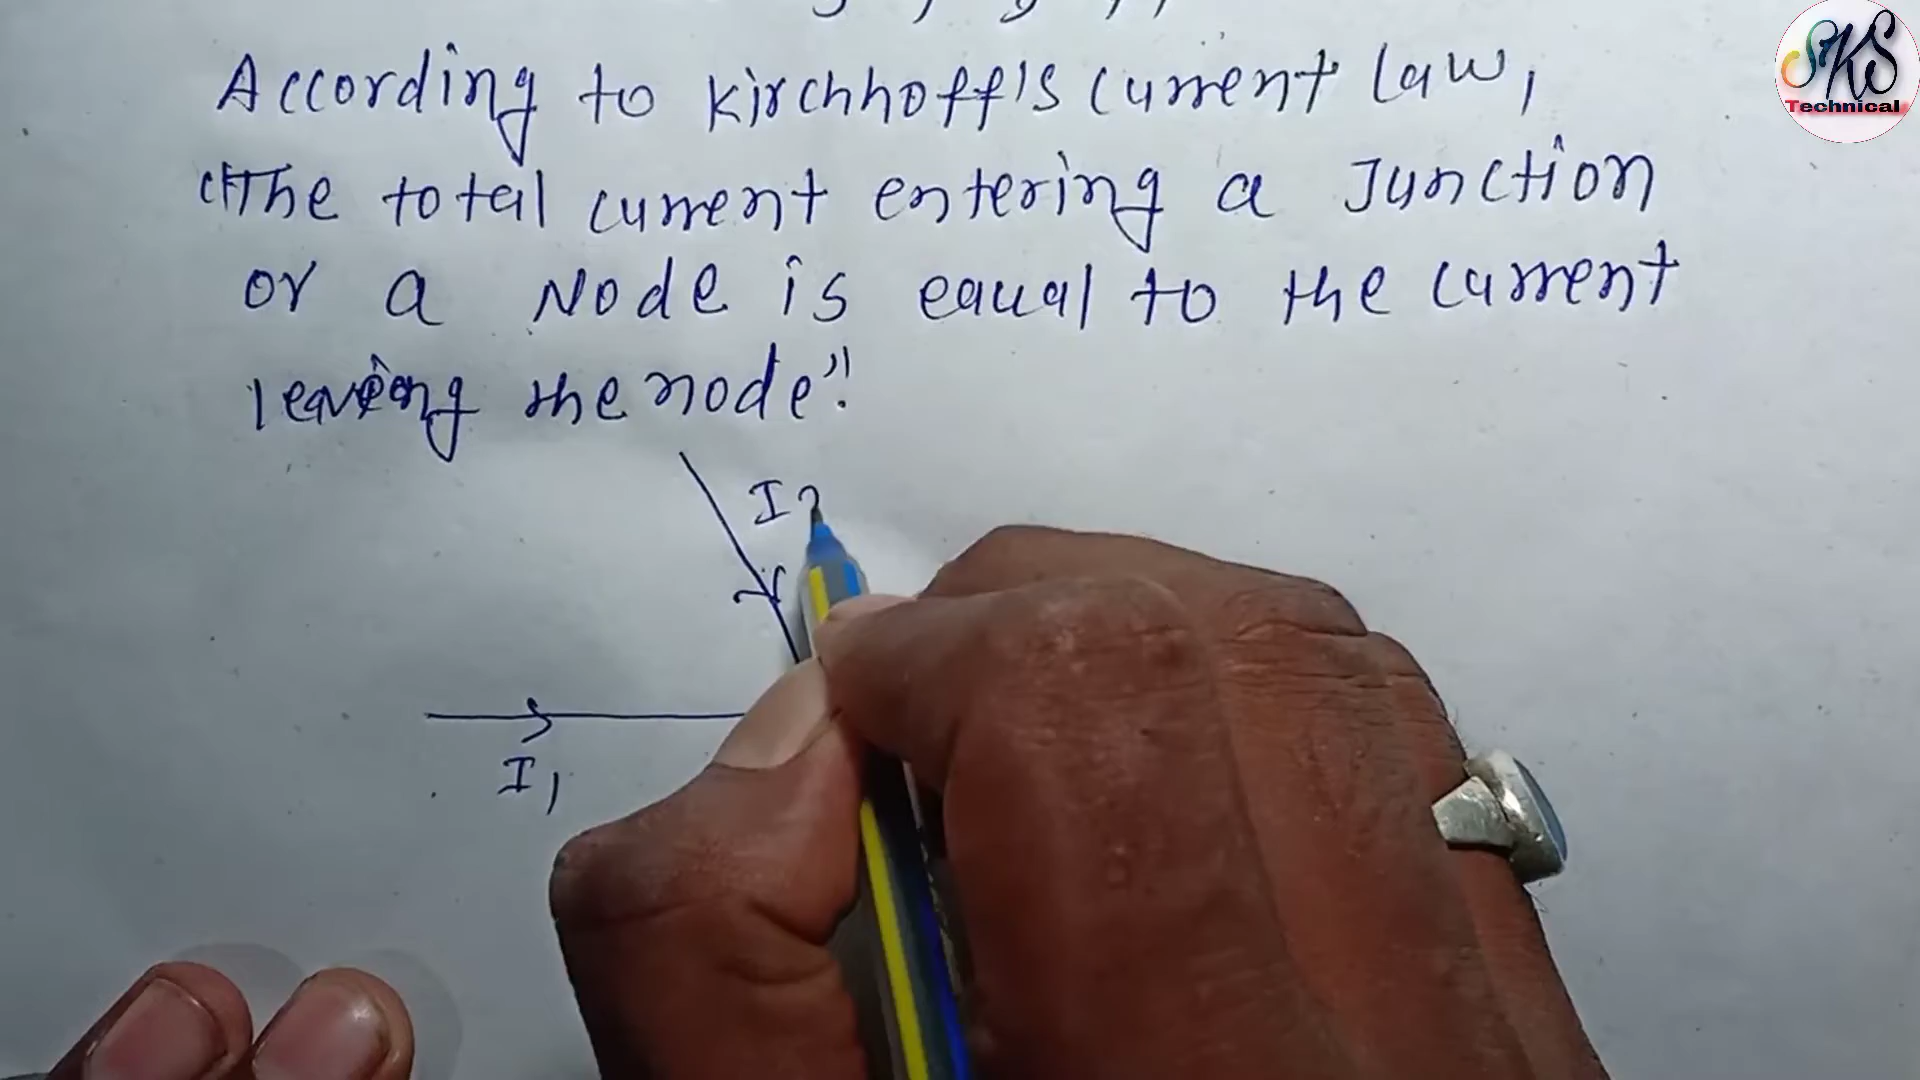 According to Kirchhoff's Current Law,
"The total current entering a Junction
or a Node is equal to the current
leaving the node".
I2
I1
SKS
Technical